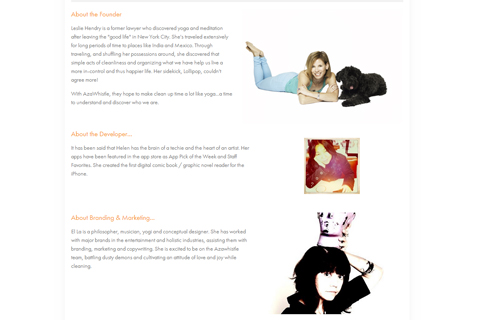 About the Founder
Leslie Hendry is a former lawyer who discovered yoga and meditation
after leaving the "good life" in New York City. She's traveled extensively
for long periods of time to places like India and Mexico. Through
traveling, and shuffling her possessions around, she discovered that
simple acts of cleanliness and organizing what we have help us live a
more in-control and thus happier life. Her sidekick, Lollipop, couldn't
agree more!
With AzaWhistle, they hope to make clean up time a lot like yoga...a time
to understand and discover who we are.
About the Developer...
It has been said that Helen has the brain of a techie and the heart of an artist. Her
apps have been featured in the app store as App Pick of the Week and Staff
Favorites. She created the first digital comic book / graphic novel reader for the
iPhone.
About Branding & Marketing...
El La is a philosopher, musician, yogi and conceptual designer. She has worked
with major brands in the entertainment and holistic industries, assisting them with
branding, marketing and copywriting. She is excited to be on the AzaWhistle
team, battling dusty demons and cultivating an attitude of love and joy while
cleaning.